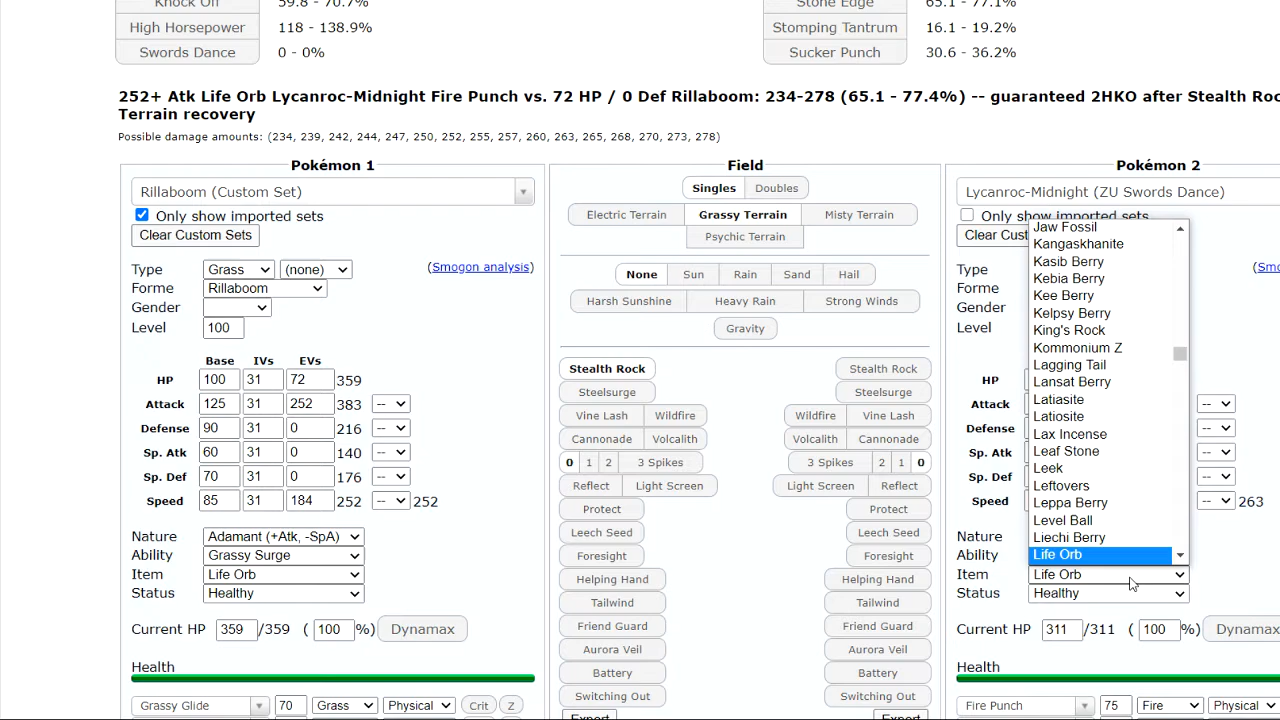 Knock Off 59.8 - 70.7% Stone Edge 65.1 - 77.1%
High Horsepower 118 - 138.9% Stomping Tantrum 16.1 - 19.2%
Swords Dance 0 - 0% Sucker Punch 30.6 - 36.2%
252+ Atk Life Orb Lycanroc-Midnight Fire Punch vs. 72 HP / 0 Def Rillaboom: 234-278 (65.1 - 77.4%) -- guaranteed 2HKO after Stealth Roc
Terrain recovery
Possible damage amounts: (234, 239, 242, 244, 247, 250, 252, 255, 257, 260, 263, 265, 268, 270, 273, 278)
Pokémon 1
Rillaboom (Custom Set)
Only show imported sets
Clear Custom Sets
Type Grass (none) (Smogon analysis)
Forme Rillaboom
Gender
Level 100
Base IVs EVs
HP 100 31 72 359
Attack 125 31 252 383 --
Defense 90 31 0 216 --
Sp. Atk 60 31 0 140 --
Sp. Def 70 31 0 176 --
Speed 85 31 184 252 -- 252
Nature Adamant (+Atk, -SpA)
Ability Grassy Surge
Item Life Orb
Status Healthy
Current HP 359 /359 ( 100 %) Dynamax
Health
Grassy Glide 70 Grass Physical Crit Z
Field
Singles Doubles
Electric Terrain Grassy Terrain Misty Terrain
Psychic Terrain
None Sun Rain Sand Hail
Harsh Sunshine Heavy Rain Strong Winds
Gravity
Stealth Rock Stealth Rock
Steelsurge Steelsurge
Vine Lash Wildfire Wildfire Vine Lash
Cannonade Volcalith Volcalith Cannonade
0 1 2 3 Spikes 3 Spikes 2 1 0
Reflect Light Screen Light Screen Reflect
Protect Protect
Leech Seed Leech Seed
Foresight Foresight
Helping Hand Helping Hand
Tailwind Tailwind
Friend Guard Friend Guard
Aurora Veil Aurora Veil
Battery Battery
Switching Out Switching Out
Export Export
Pokémon 2
Lycanroc-Midnight (ZU Swords Dance)
Only show imported sets
Clear Cust
Type (Smo
Forme
Gender
Level
HP
Attack --
Defense --
Sp. Atk --
Sp. Def --
Speed -- 263
Nature
Ability
Jaw Fossil
Kangaskhanite
Kasib Berry
Kebia Berry
Kee Berry
Kelpsy Berry
King's Rock
Kommonium Z
Lagging Tail
Lansat Berry
Latiasite
Latiosite
Lax Incense
Leaf Stone
Leek
Leftovers
Leppa Berry
Level Ball
Liechi Berry
Life Orb
Item Life Orb
Status Healthy
Current HP 311 /311 ( 100 %) Dynamax
Health
Fire Punch 75 Fire Physical